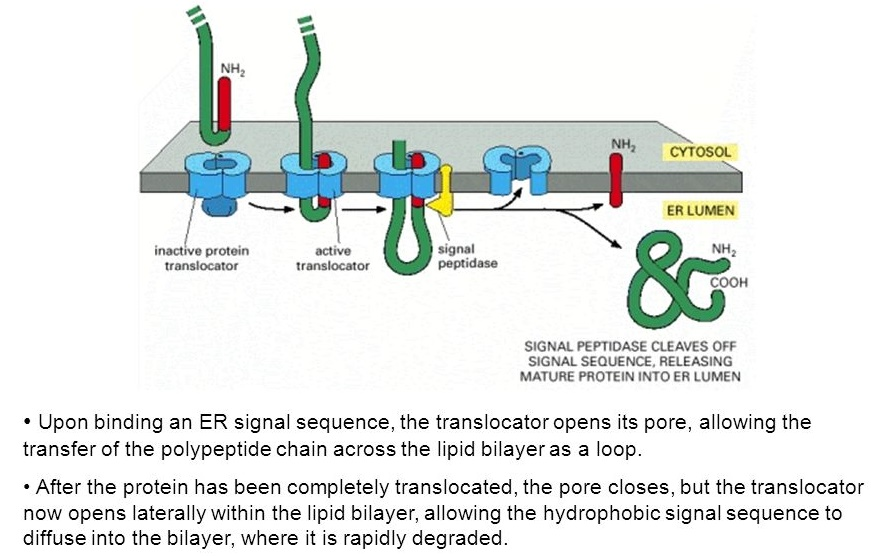 NH2
NH2
CYTOSOL
ER LUMEN
inactive protein
translocator
active
translocator
signal
peptidase
NH2
COOH
SIGNAL PEPTIDASE CLEAVES OFF
SIGNAL SEQUENCE, RELEASING
MATURE PROTEIN INTO ER LUMEN
• Upon binding an ER signal sequence, the translocator opens its pore, allowing the
transfer of the polypeptide chain across the lipid bilayer as a loop.
• After the protein has been completely translocated, the pore closes, but the translocator
now opens laterally within the lipid bilayer, allowing the hydrophobic signal sequence to
diffuse into the bilayer, where it is rapidly degraded.